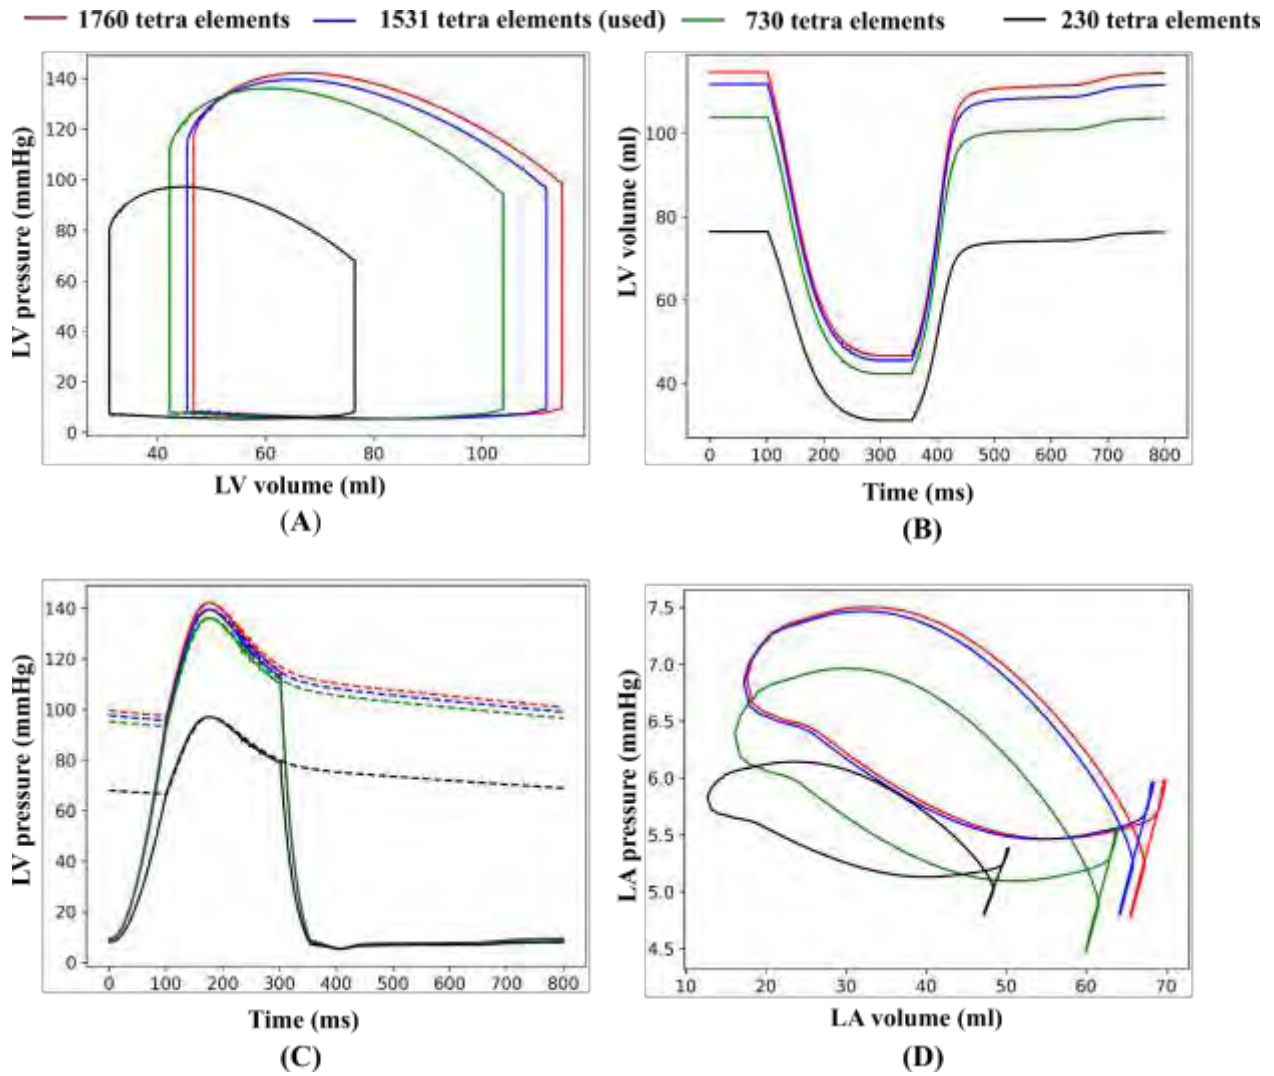 1760 tetra elements 1531 tetra elements (used) 730 tetra elements 230 tetra elements
LV pressure (mmHg)
140
120
100
80
60
40
20
0
40 60 80 100
LV volume (ml)
(A)
LV volume (ml)
100
80
60
40
0 100 200 300 400 500 600 700 800
Time (ms)
(B)
LV pressure (mmHg)
140
120
100
80
60
40
20
0
0 100 200 300 400 500 600 700 800
Time (ms)
(C)
LA pressure (mmHg)
7.5
7.0
6.5
6.0
5.5
5.0
4.5
10 20 30 40 50 60 70
LA volume (ml)
(D)